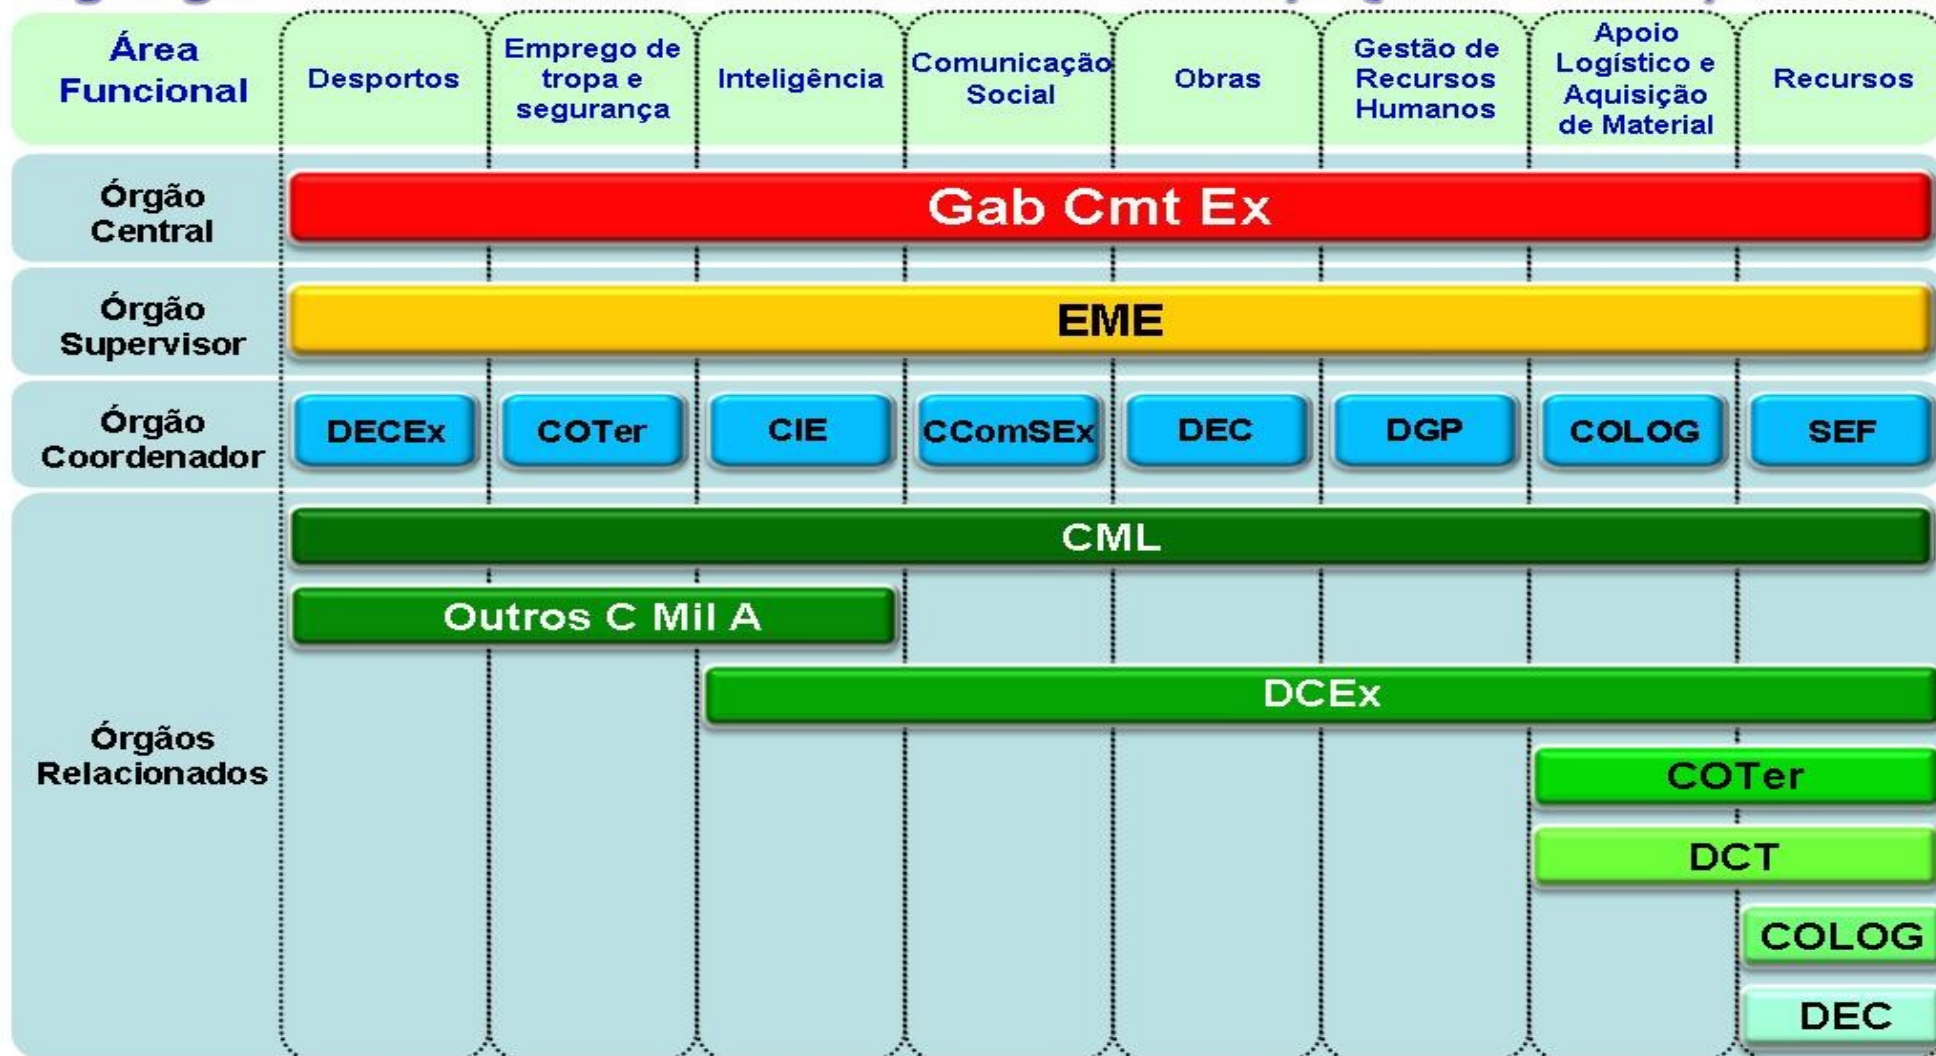 Área
Funcional
Desportos
Emprego de
tropa e
segurança
Inteligência
Comunicação
Social
Obras
Gestão de
Recursos
Humanos
Apoio
Logístico e
Aquisição
de Material
Recursos
Órgão
Central
Gab Cmt Ex
Órgão
Supervisor
EME
Órgão
Coordenador
DECEx
COTer
CIE
CComSEx
DEC
DGP
COLOG
SEF
Órgãos
Relacionados
CML
Outros C Mil A
DCEx
COTer
DCT
COLOG
DEC